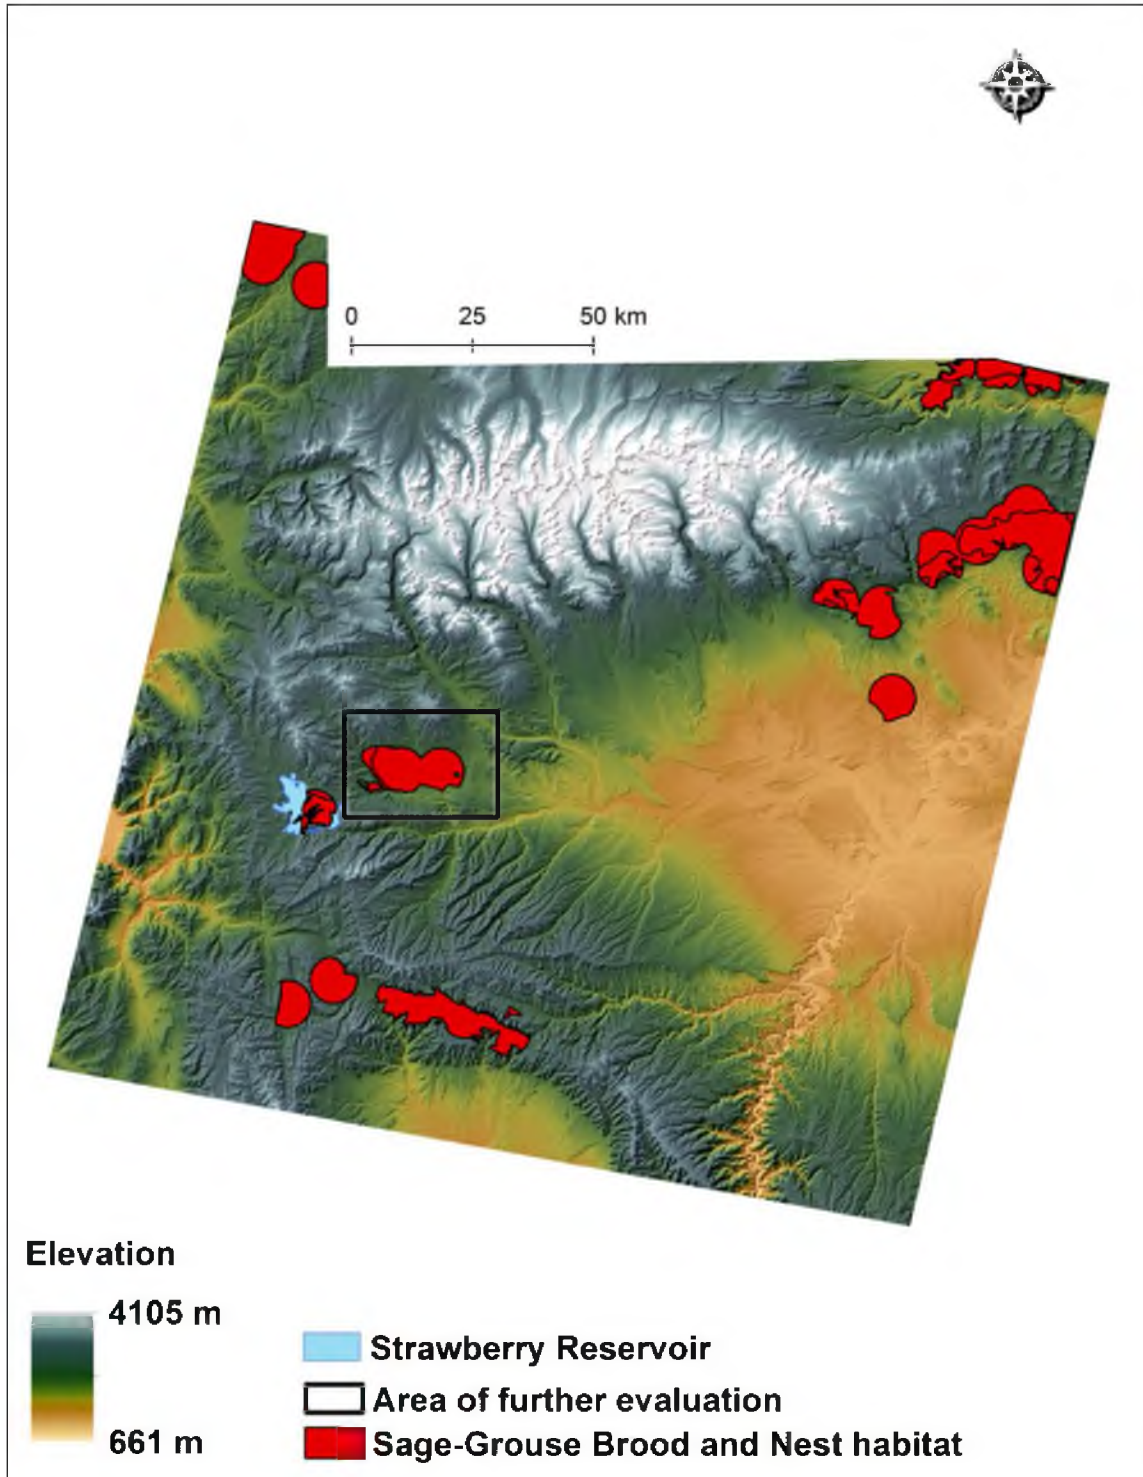 0 25 50 km
Elevation
4105 m
661 m
Strawberry Reservoir
Area of further evaluation
Sage-Grouse Brood and Nest habitat